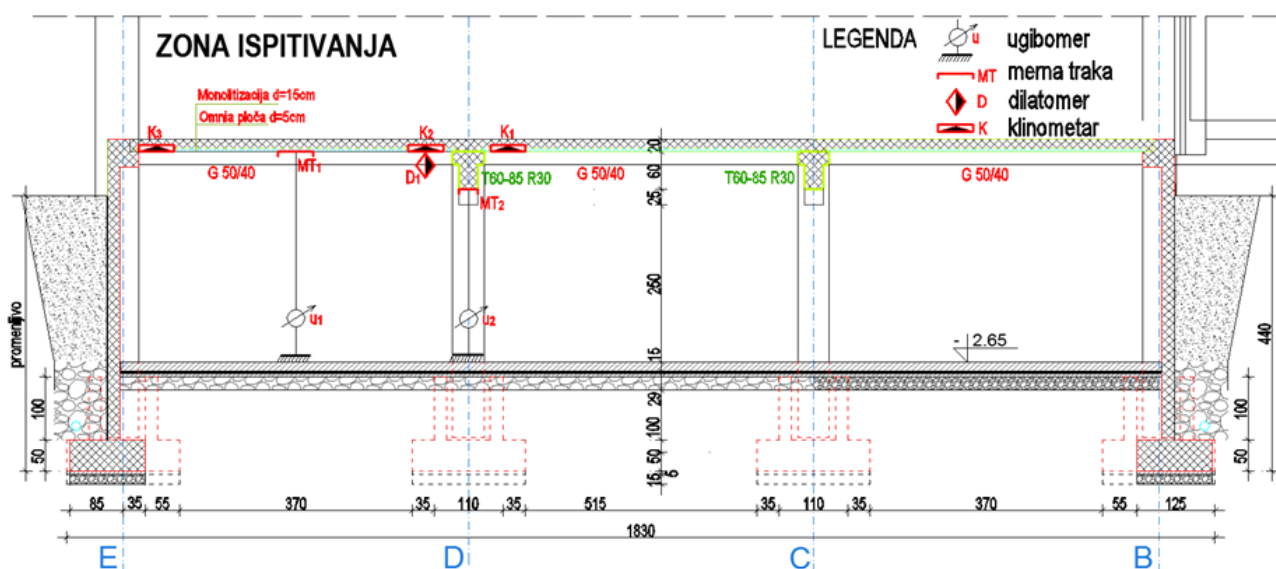 ZONA ISPITIVANJA
LEGENDA
u ugibomer
MT merna traka
D dilatomer
K klinometar
Monolitizacija d=15cm
Omnia ploča d=5cm
K3
K2
K1
MT1
G 50/40
D1
T60-85 R30
G 50/40
T60-85 R30
G 50/40
MT2
20
60
25
260
15
29
100
50
5
15
u1
u2
- 2.65
promenljivo
100
50
440
100
50
85
35
55
370
35
110
35
515
35
110
35
370
55
125
1830
E
D
C
B